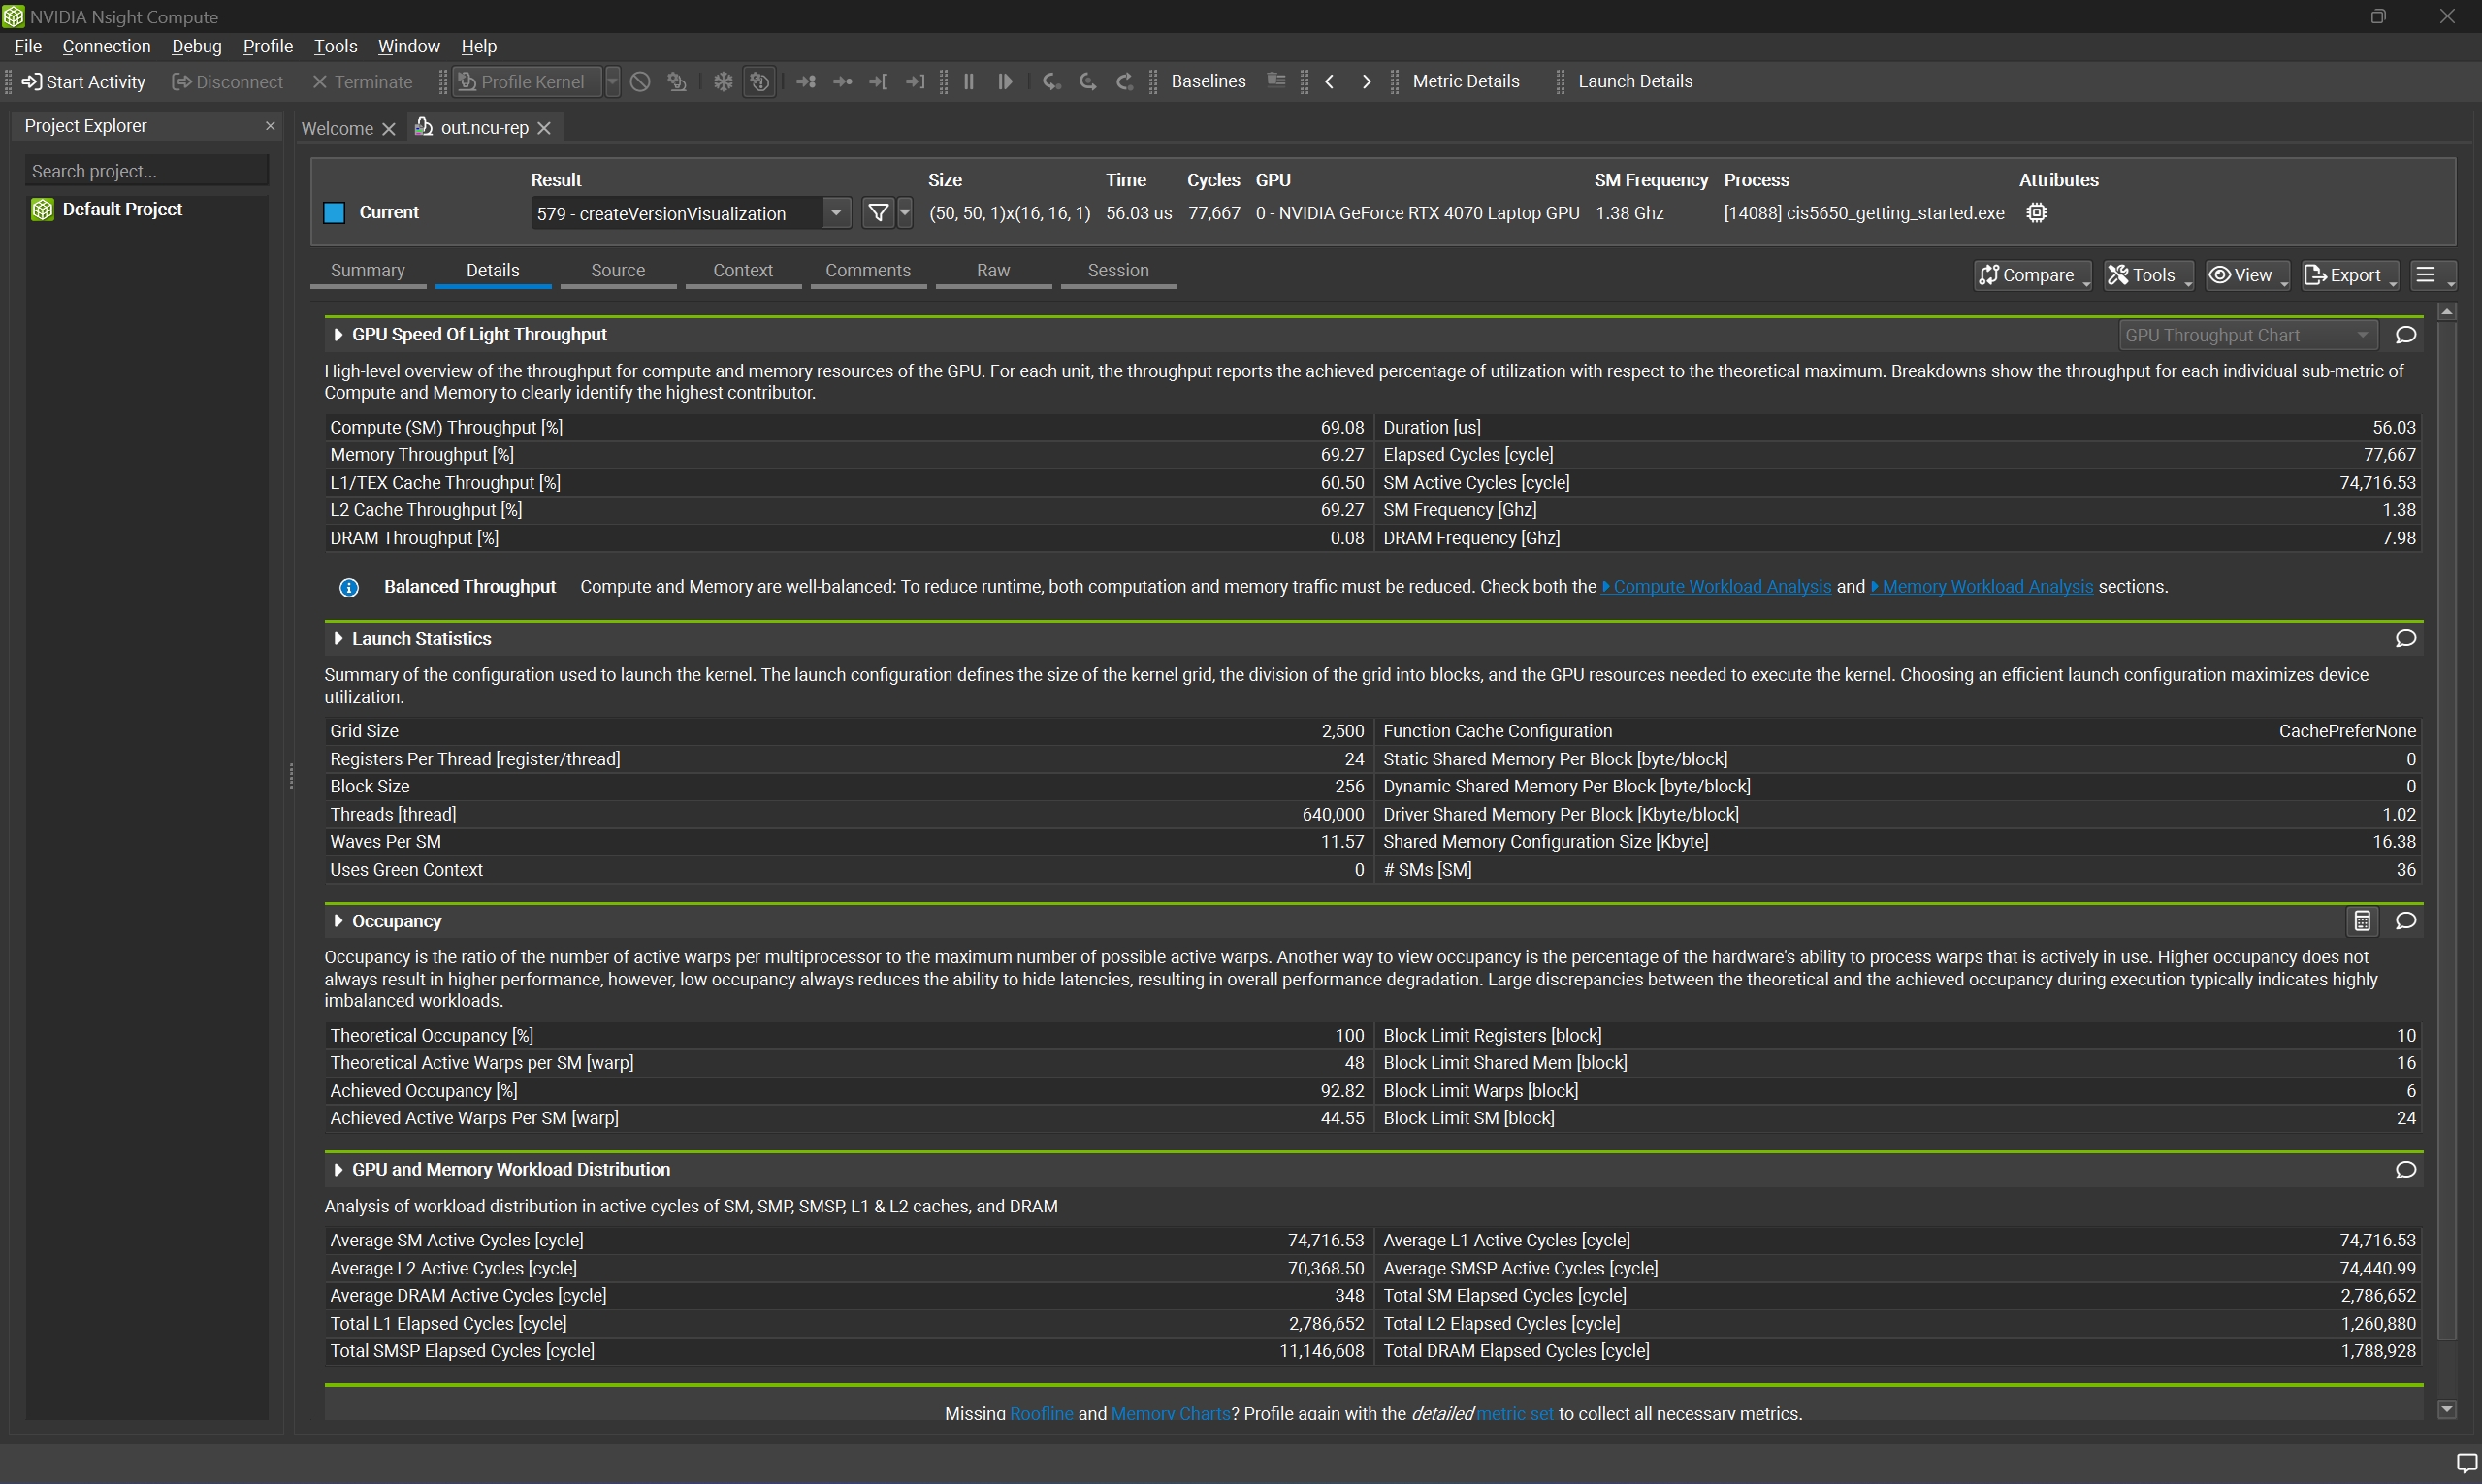 NVIDIA Nsight Compute
File Connection Debug Profile Tools Window Help
Start Activity Disconnect Terminate Profile Kernel Baselines Metric Details Launch Details
Project Explorer
Search project...
Default Project
Welcome out.ncu-rep
Result Size Time Cycles GPU SM Frequency Process Attributes
Current 579 - createVersionVisualization (50, 50, 1)x(16, 16, 1) 56.03 us 77,667 0 - NVIDIA GeForce RTX 4070 Laptop GPU 1.38 Ghz [14088] cis5650_getting_started.exe
Summary Details Source Context Comments Raw Session Compare Tools View Export
GPU Speed Of Light Throughput GPU Throughput Chart
High-level overview of the throughput for compute and memory resources of the GPU. For each unit, the throughput reports the achieved percentage of utilization with respect to the theoretical maximum. Breakdowns show the throughput for each individual sub-metric of
Compute and Memory to clearly identify the highest contributor.
Compute (SM) Throughput [%] 69.08 Duration [us] 56.03
Memory Throughput [%] 69.27 Elapsed Cycles [cycle] 77,667
L1/TEX Cache Throughput [%] 60.50 SM Active Cycles [cycle] 74,716.53
L2 Cache Throughput [%] 69.27 SM Frequency [Ghz] 1.38
DRAM Throughput [%] 0.08 DRAM Frequency [Ghz] 7.98
Balanced Throughput Compute and Memory are well-balanced: To reduce runtime, both computation and memory traffic must be reduced. Check both the Compute Workload Analysis and Memory Workload Analysis sections.
Launch Statistics
Summary of the configuration used to launch the kernel. The launch configuration defines the size of the kernel grid, the division of the grid into blocks, and the GPU resources needed to execute the kernel. Choosing an efficient launch configuration maximizes device
utilization.
Grid Size 2,500 Function Cache Configuration CachePreferNone
Registers Per Thread [register/thread] 24 Static Shared Memory Per Block [byte/block] 0
Block Size 256 Dynamic Shared Memory Per Block [byte/block] 0
Threads [thread] 640,000 Driver Shared Memory Per Block [Kbyte/block] 1.02
Waves Per SM 11.57 Shared Memory Configuration Size [Kbyte] 16.38
Uses Green Context 0 # SMs [SM] 36
Occupancy
Occupancy is the ratio of the number of active warps per multiprocessor to the maximum number of possible active warps. Another way to view occupancy is the percentage of the hardware's ability to process warps that is actively in use. Higher occupancy does not
always result in higher performance, however, low occupancy always reduces the ability to hide latencies, resulting in overall performance degradation. Large discrepancies between the theoretical and the achieved occupancy during execution typically indicates highly
imbalanced workloads.
Theoretical Occupancy [%] 100 Block Limit Registers [block] 10
Theoretical Active Warps per SM [warp] 48 Block Limit Shared Mem [block] 16
Achieved Occupancy [%] 92.82 Block Limit Warps [block] 6
Achieved Active Warps Per SM [warp] 44.55 Block Limit SM [block] 24
GPU and Memory Workload Distribution
Analysis of workload distribution in active cycles of SM, SMP, SMSP, L1 & L2 caches, and DRAM
Average SM Active Cycles [cycle] 74,716.53 Average L1 Active Cycles [cycle] 74,716.53
Average L2 Active Cycles [cycle] 70,368.50 Average SMSP Active Cycles [cycle] 74,440.99
Average DRAM Active Cycles [cycle] 348 Total SM Elapsed Cycles [cycle] 2,786,652
Total L1 Elapsed Cycles [cycle] 2,786,652 Total L2 Elapsed Cycles [cycle] 1,260,880
Total SMSP Elapsed Cycles [cycle] 11,146,608 Total DRAM Elapsed Cycles [cycle] 1,788,928
Missing Roofline and Memory Charts? Profile again with the detailed metric set to collect all necessary metrics.